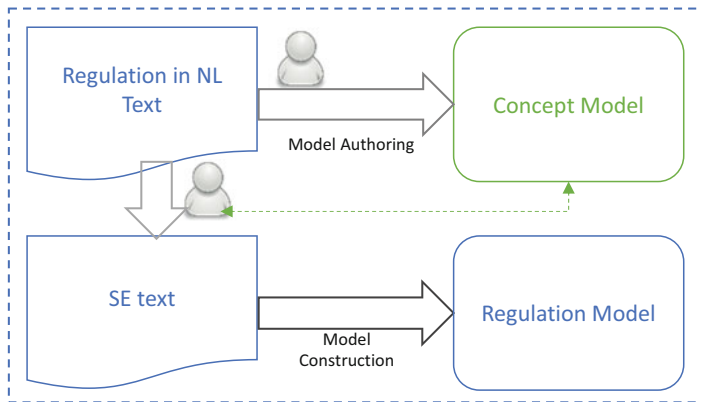 Regulation in NL
Text
Concept Model
Model Authoring
SE text
Regulation Model
Model
Construction